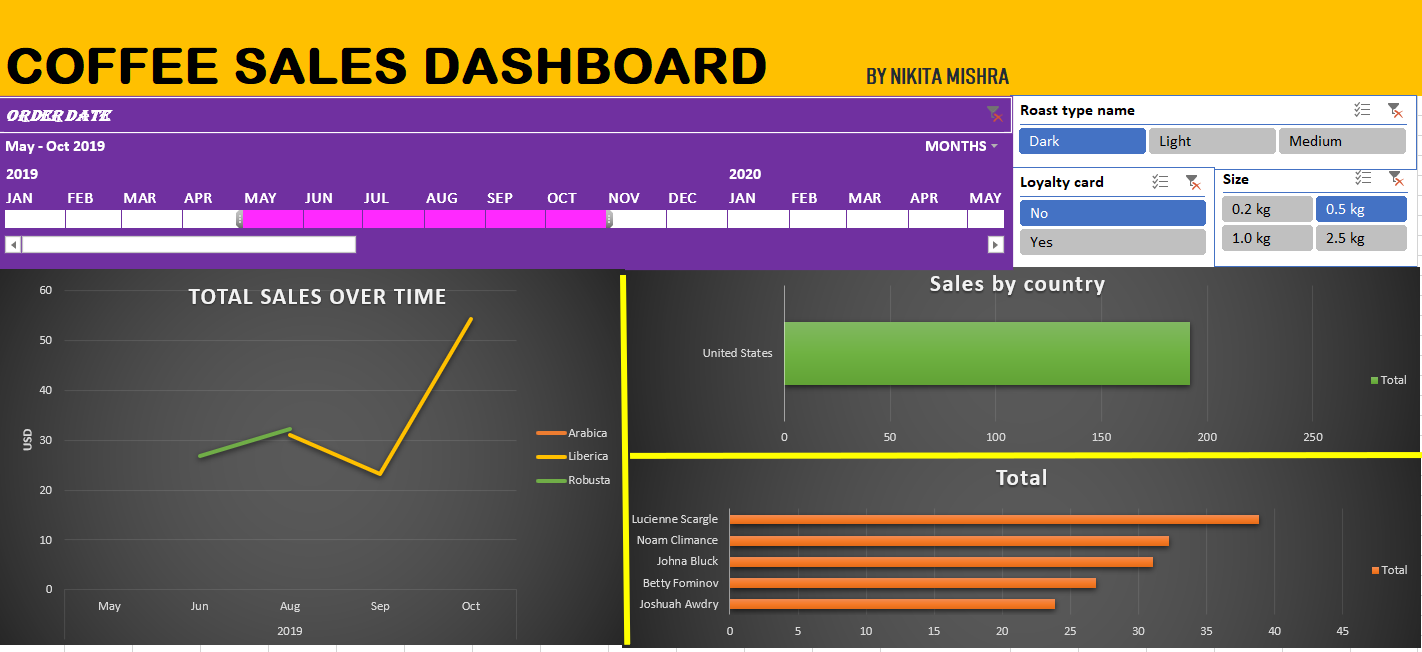 COFFEE SALES DASHBOARD BY NIKITA MISHRA
ORDER DATE
May - Oct 2019 MONTHS
2019 2020
JAN FEB MAR APR MAY JUN JUL AUG SEP OCT NOV DEC JAN FEB MAR APR MAY
Roast type name
Dark Light Medium
Loyalty card
No
Yes
Size
0.2 kg 0.5 kg
1.0 kg 2.5 kg
TOTAL SALES OVER TIME
60
50
40
30
20
10
0
USD
May Jun Aug Sep Oct
2019
Arabica
Liberica
Robusta
Sales by country
United States
Total
0 50 100 150 200 250
Total
Lucienne Scargle
Noam Climance
Johna Bluck
Betty Fominov
Joshuah Awdry
Total
0 5 10 15 20 25 30 35 40 45